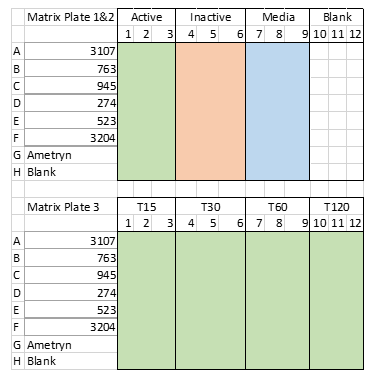 Matrix Plate 1&2 Active Inactive Media Blank
1 2 3 4 5 6 7 8 9 10 11 12
A 3107
B 763
C 945
D 274
E 523
F 3204
G Ametryn
H Blank
Matrix Plate 3 T15 T30 T60 T120
1 2 3 4 5 6 7 8 9 10 11 12
A 3107
B 763
C 945
D 274
E 523
F 3204
G Ametryn
H Blank